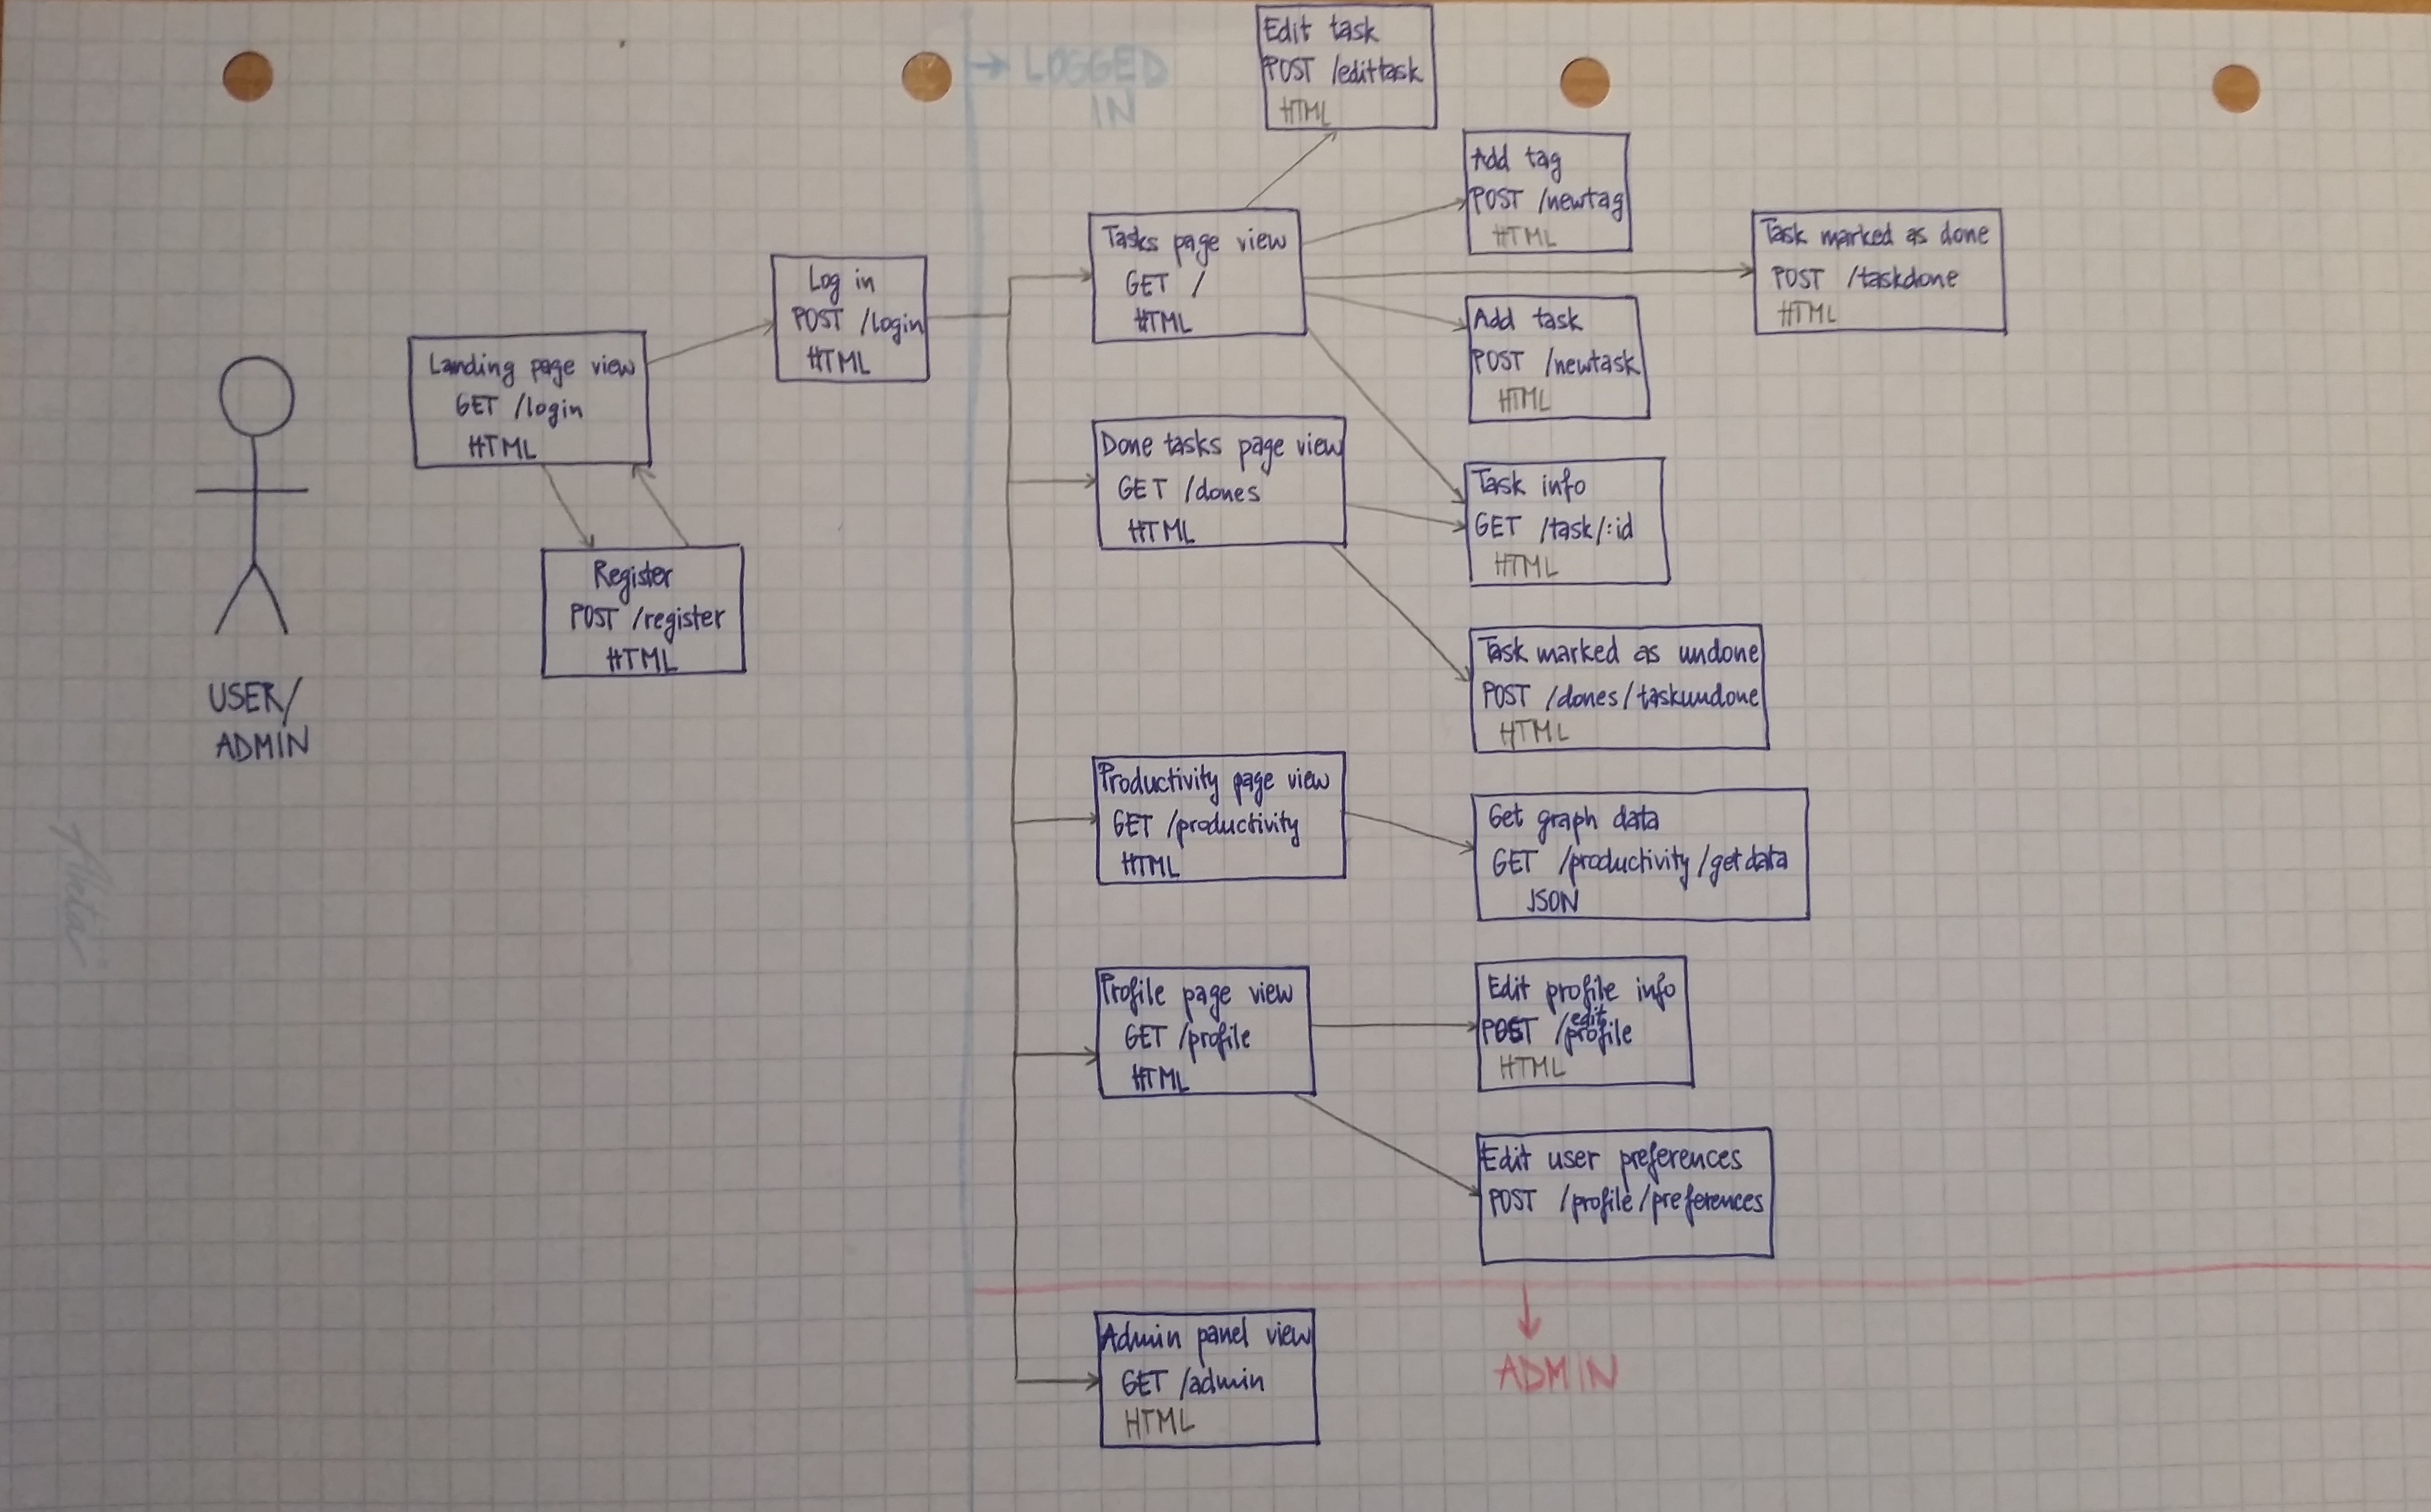 USER/
ADMIN
Landing page view
GET /login
HTML
Register
POST /register
HTML
Log in
POST /login
HTML
→ LOGGED
IN
Edit task
POST /edittask
HTML
Tasks page view
GET /
HTML
Add tag
POST /newtag
HTML
Task marked as done
POST /taskdone
HTML
Add task
POST /newtask
HTML
Done tasks page view
GET /dones
HTML
Task info
GET /task/:id
HTML
Task marked as undone
POST /dones/taskundone
HTML
Productivity page view
GET /productivity
HTML
Get graph data
GET /productivity/getdata
JSON
Profile page view
GET /profile
HTML
Edit profile info
POST /editprofile
HTML
Edit user preferences
POST /profile/preferences
ADMIN
Admin panel view
GET /admin
HTML